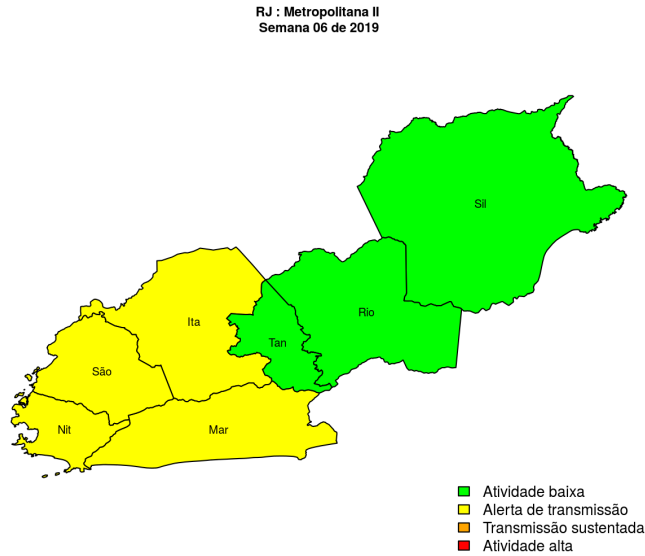 RJ : Metropolitana II
Semana 06 de 2019
Sil
Rio
Ita
Tan
São
Nit
Mar
Atividade baixa
Alerta de transmissão
Transmissão sustentada
Atividade alta